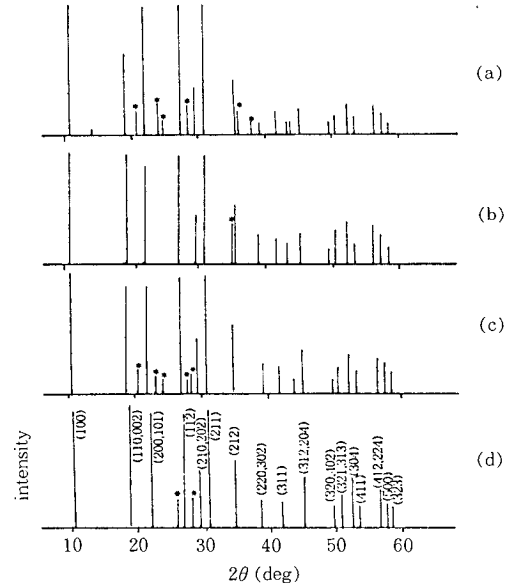 (a)
(b)
(c)
(d)
intensity
(100)
(110,002)
(200,101)
(112̄)
(210,202)
(211)
(212)
(220,302)
(311)
(312,204)
(320,402)
(321,313)
(304)
(411)
(412,224)
(500)
(323)
10 20 30 40 50 60
2θ (deg)